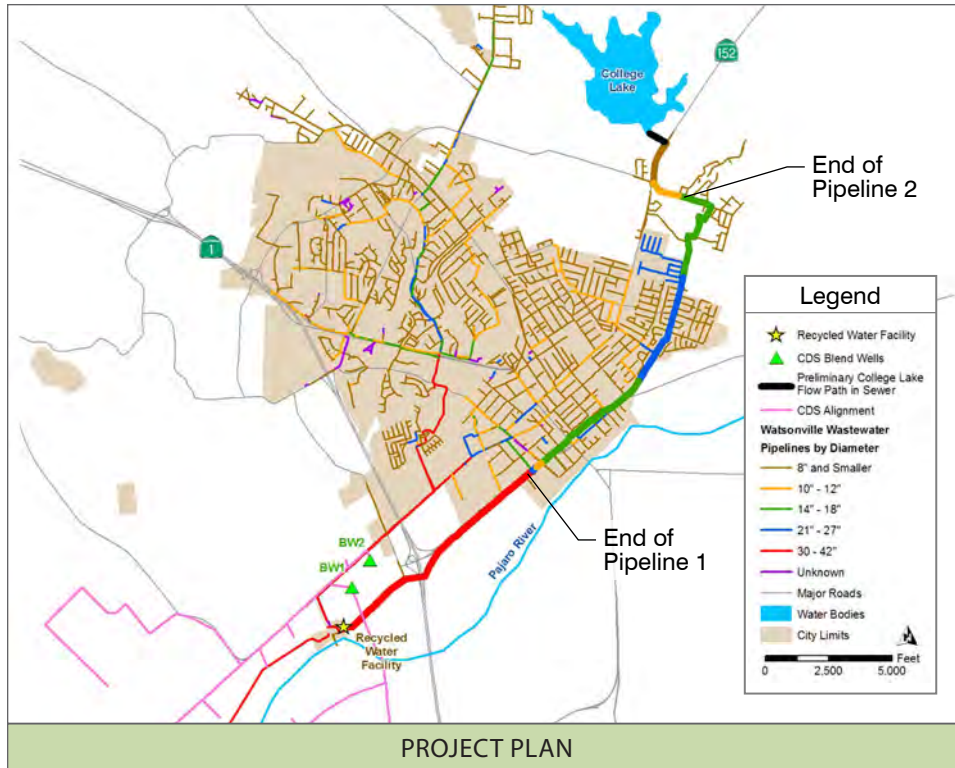 152
College
Lake
End of
Pipeline 2
1
End of
Pipeline 1
Pajaro River
BW2
BW1
Recycled
Water
Facility
Legend
Recycled Water Facility
CDS Blend Wells
Preliminary College Lake
Flow Path in Sewer
CDS Alignment
Watsonville Wastewater
Pipelines by Diameter
8" and Smaller
10" - 12"
14" - 18"
21" - 27"
30 - 42"
Unknown
Major Roads
Water Bodies
City Limits
Feet
0 2,500 5,000
PROJECT PLAN